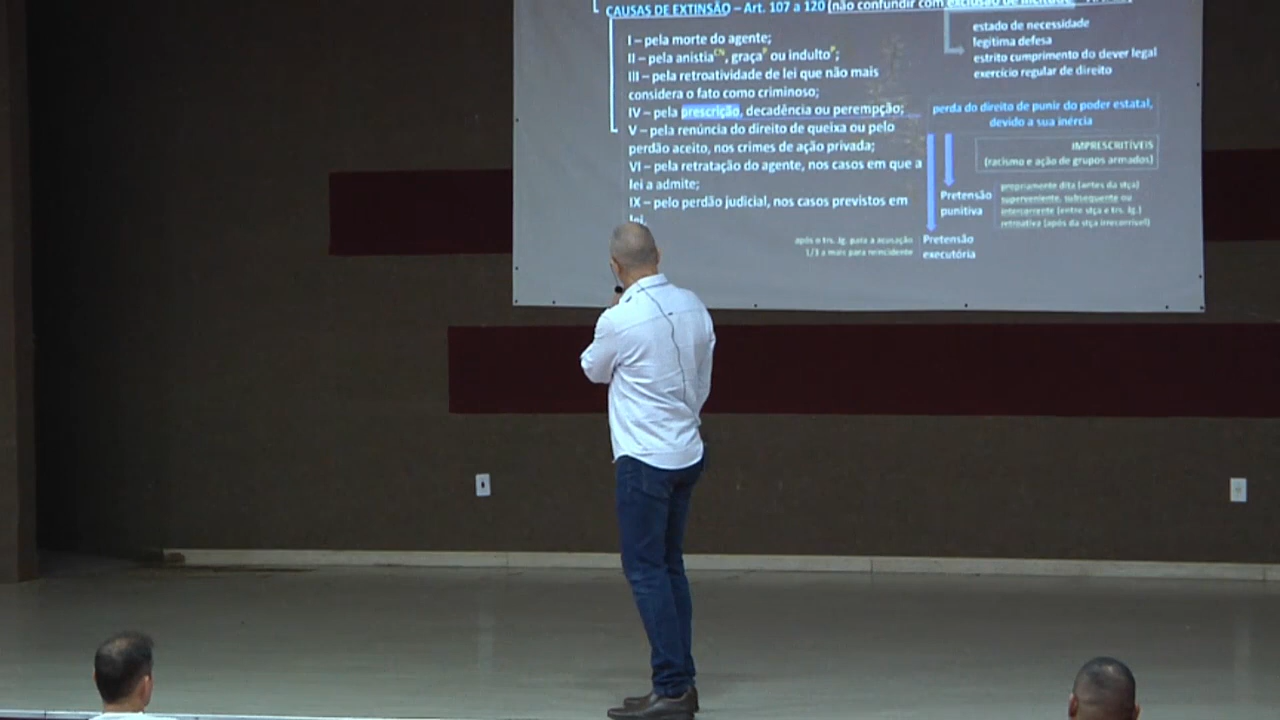 CAUSAS DE EXTINSÃO – Art. 107 a 120 (não confundir com exclusão de ilicitude
estado de necessidade
legítima defesa
estrito cumprimento do dever legal
exercício regular de direito
I – pela morte do agente;
II – pela anistia, graça ou indulto;
III – pela retroatividade de lei que não mais
considera o fato como criminoso;
IV – pela prescrição, decadência ou perempção;
V – pela renúncia do direito de queixa ou pelo
perdão aceito, nos crimes de ação privada;
VI – pela retratação do agente, nos casos em que a
lei a admite;
IX – pelo perdão judicial, nos casos previstos em
lei.
perda do direito de punir do poder estatal,
devido a sua inércia
IMPRESCRITÍVEIS
(racismo e ação de grupos armados)
Pretensão
punitiva
propriamente dita (antes da stça)
superveniente, subsequente ou
intercorrente (entre stça e trs. Jg.)
retroativa (após da stça irrecorrível)
após o trs. Jg. para a acusação
1/3 a mais para reincidente
Pretensão
executória